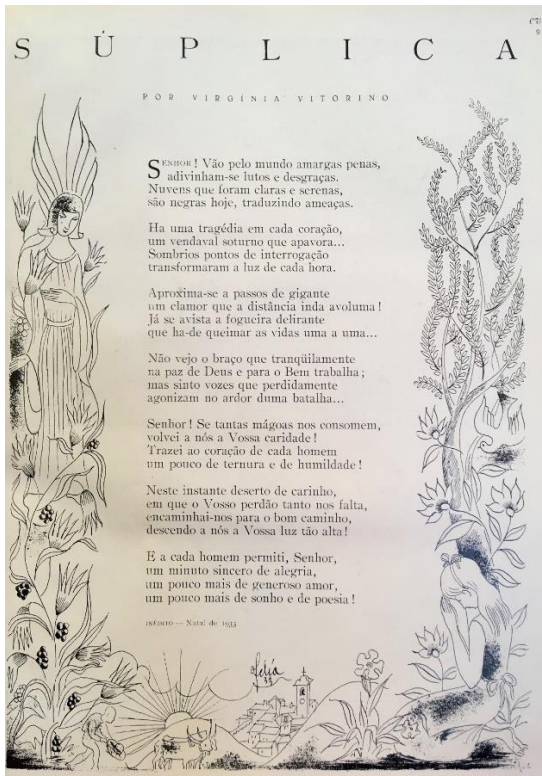 SÚPLICA
POR VIRGÍNIA VITORINO
SENHOR! Vão pelo mundo amargas penas,
adivinham-se lutos e desgraças.
Nuvens que foram claras e serenas,
são negras hoje, traduzindo ameaças.
Ha uma tragédia em cada coração,
um vendaval soturno que apavora...
Sombrios pontos de interrogação
transformaram a luz de cada hora.
Aproxima-se a passos de gigante
um clamor que a distância inda avoluma!
Já se avista a fogueira delirante
que ha-de queimar as vidas uma a uma...
Não vejo o braço que tranqüilamente
na paz de Deus e para o Bem trabalha;
mas sinto vozes que perdidamente
agonizam no ardor duma batalha...
Senhor! Se tantas mágoas nos consomem,
volvei a nós a Vossa caridade!
Trazei ao coração de cada homem
um pouco de ternura e de humildade!
Neste instante deserto de carinho,
em que o Vosso perdão tanto nos falta,
encaminhai-nos para o bom caminho,
descendo a nós a Vossa luz tão alta!
E a cada homem permiti, Senhor,
um minuto sincero de alegria,
um pouco mais de generoso amor,
um pouco mais de sonho e de poesia!
INÉDITO — Natal de 1933
ofelia
33